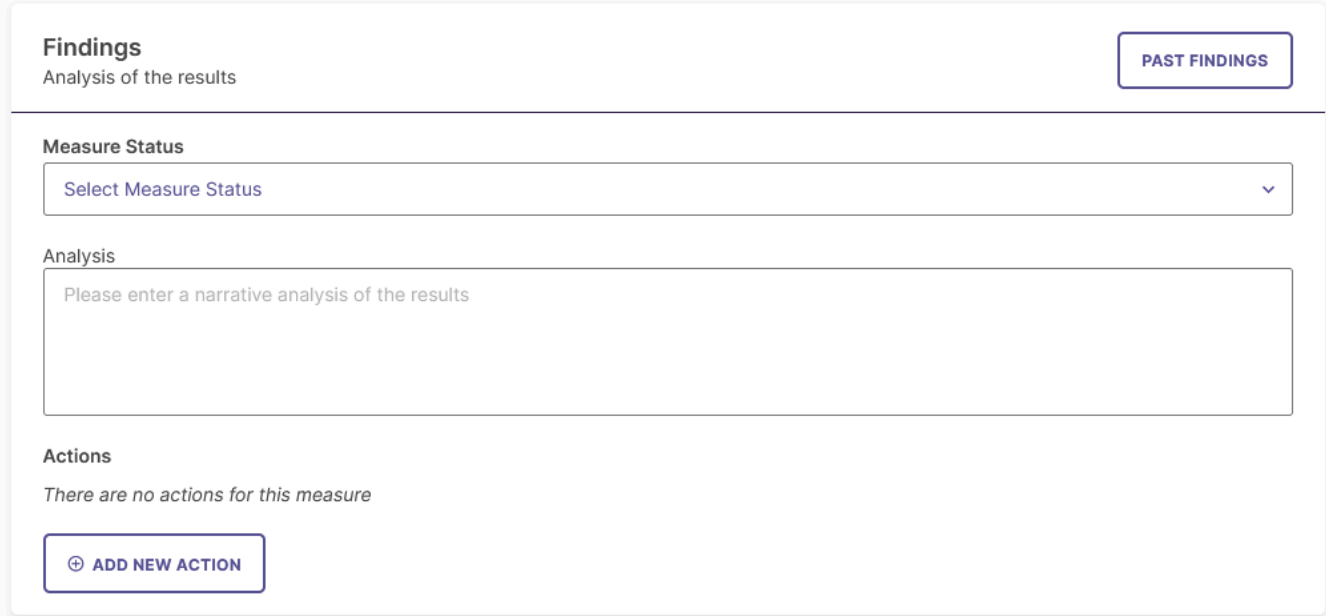 Findings
Analysis of the results
PAST FINDINGS
Measure Status
Select Measure Status
Analysis
Please enter a narrative analysis of the results
Actions
There are no actions for this measure
ADD NEW ACTION